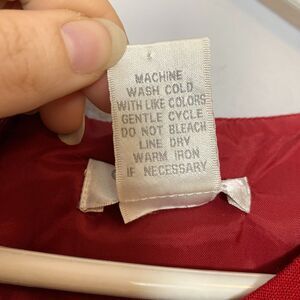 MACHINE
WASH COLD
WITH LIKE COLORS
GENTLE CYCLE
DO NOT BLEACH
LINE DRY
WARM IRON
IF NECESSARY